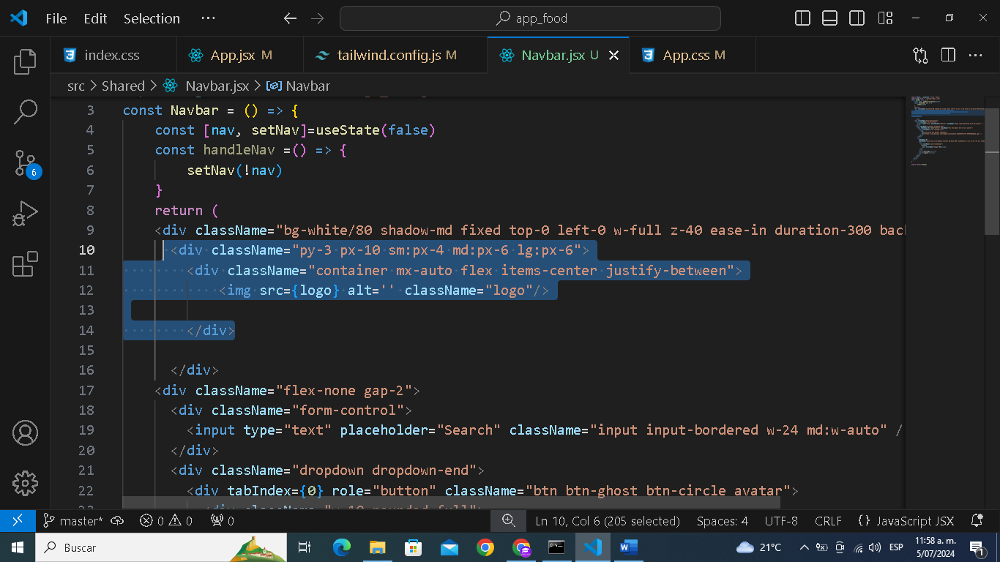 File Edit Selection ··· app_food
index.css App.jsx M tailwind.config.js M Navbar.jsx U App.css M
src > Shared > Navbar.jsx > Navbar
3 const Navbar = () => {
4 const [nav, setNav]=useState(false)
5 const handleNav =() => {
6 setNav(!nav)
7 }
8 return (
9 <div className="bg-white/80 shadow-md fixed top-0 left-0 w-full z-40 ease-in duration-300 bac
10 <div className="py-3 px-10 sm:px-4 md:px-6 lg:px-6">
11 <div className="container mx-auto flex items-center justify-between">
12 <img src={logo} alt='' className="logo"/>
13
14 </div>
15
16 </div>
17 <div className="flex-none gap-2">
18 <div className="form-control">
19 <input type="text" placeholder="Search" className="input input-bordered w-24 md:w-auto" /
20 </div>
21 <div className="dropdown dropdown-end">
22 <div tabIndex={0} role="button" className="btn btn-ghost btn-circle avatar">
6
master* 0 0 0 Ln 10, Col 6 (205 selected) Spaces: 4 UTF-8 CRLF {} JavaScript JSX
Buscar 21°C ESP 11:58 a. m.
5/07/2024 1